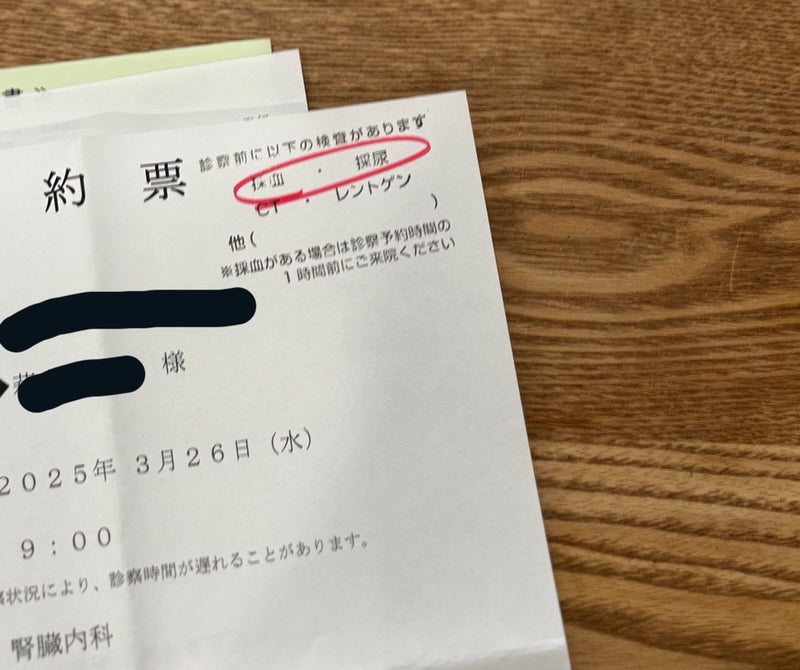 約票
診察前に以下の検査があります
採血 ・ 採尿
CT ・ レントゲン
他( )
※採血がある場合は診察予約時間の
1時間前にご来院ください
様
2025年 3月26日(水)
9:00
状況により、診察時間が遅れることがあります。
腎臓内科